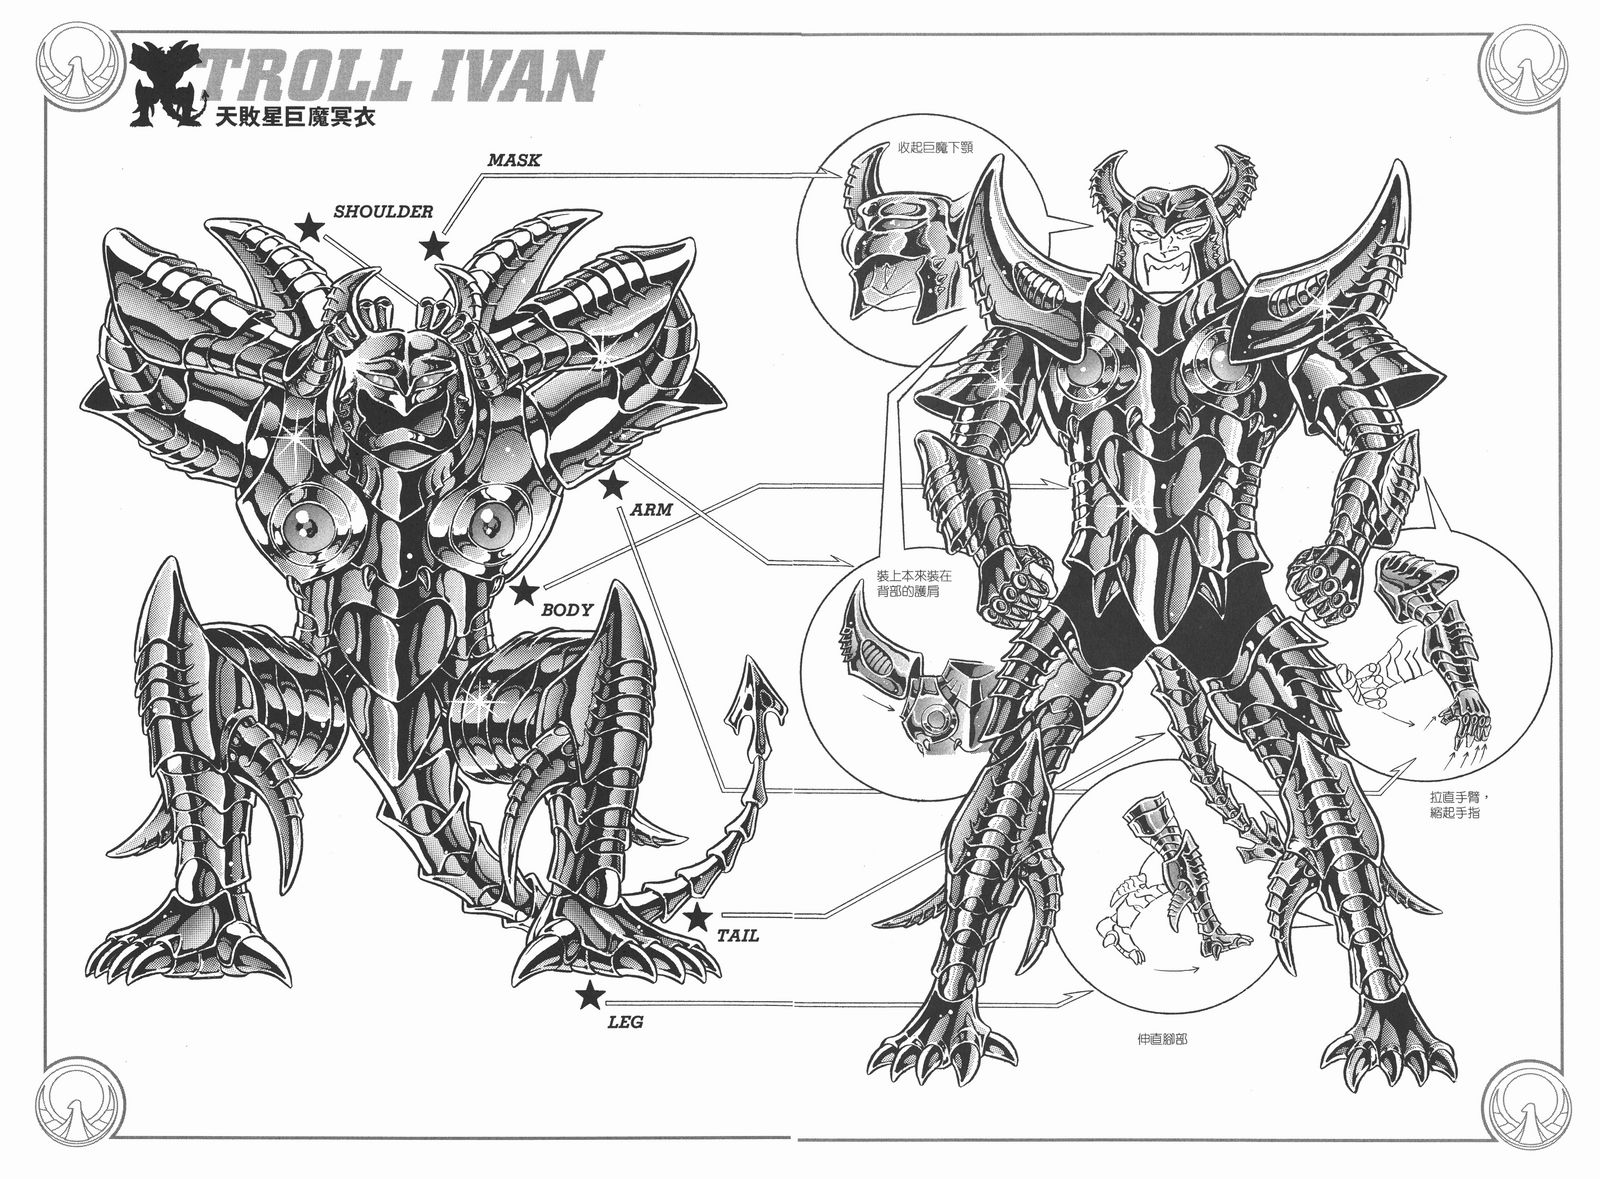 TROLL IVAN
天敗星巨魔冥衣
MASK
SHOULDER
收起巨魔下顎
ARM
BODY
裝上本來裝在
背部的護肩
拉直手臂，
縮起手指
TAIL
LEG
伸直腳部